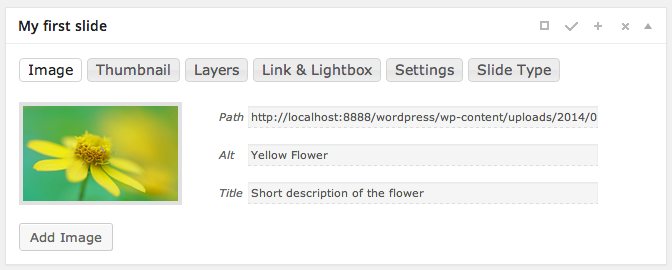 My first slide
Image Thumbnail Layers Link & Lightbox Settings Slide Type
Path http://localhost:8888/wordpress/wp-content/uploads/2014/0
Alt Yellow Flower
Title Short description of the flower
Add Image